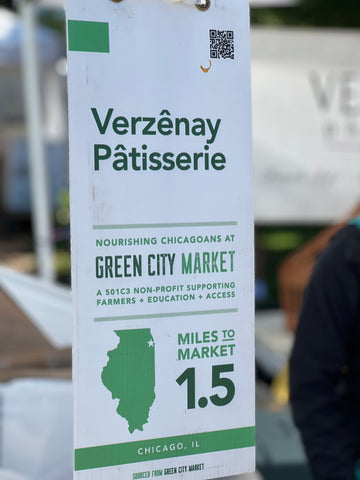 Verzênay
Pâtisserie
NOURISHING CHICAGOANS AT
GREEN CITY MARKET
A 501C3 NON-PROFIT SUPPORTING
FARMERS + EDUCATION + ACCESS
MILES TO
MARKET
1.5
CHICAGO, IL
SOURCED FROM GREEN CITY MARKET
VE